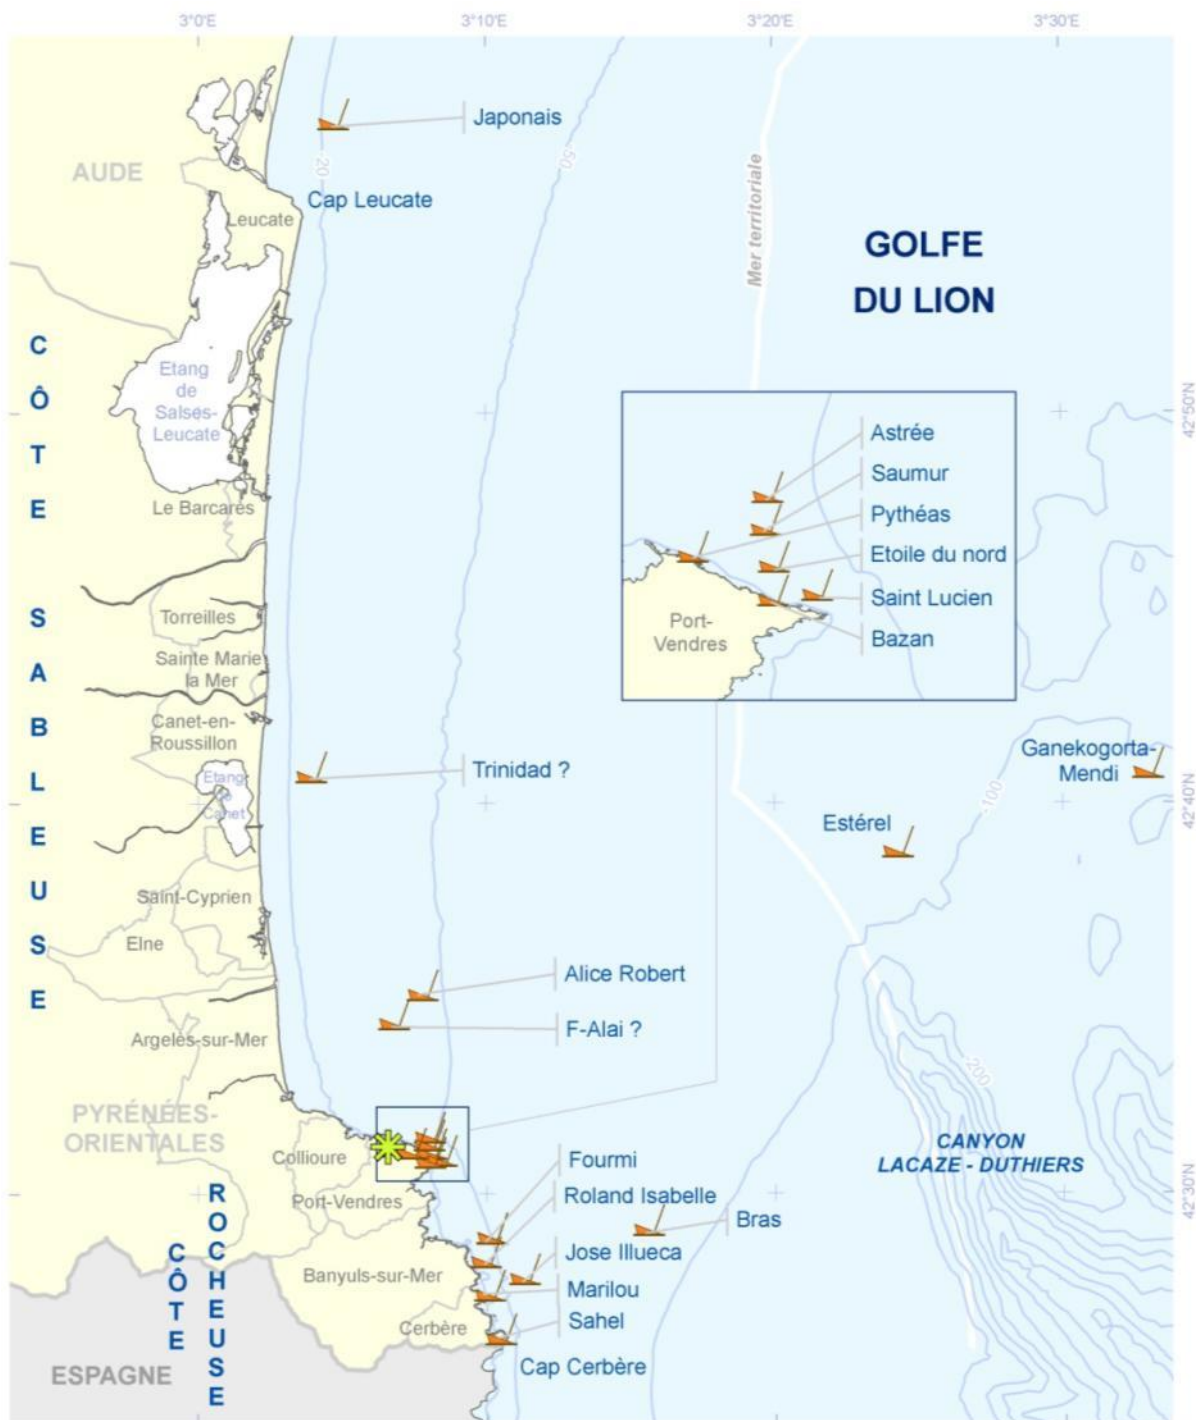 3°0'E
3°10'E
3°20'E
3°30'E
Japonais
AUDE
-20
-50
Mer territoriale
Cap Leucate
Leucate
GOLFE
DU LION
CÔTE SABLEUSE
Etang
de
Salses-
Leucate
42°50'N
Astrée
Saumur
Pythéas
Etoile du nord
Saint Lucien
Bazan
Port-
Vendres
Le Barcarès
Torreilles
Sainte Marie
la Mer
Canet-en-
Roussillon
Etang
de
Canet
Trinidad ?
Ganekogorta-
Mendi
-100
42°40'N
Estérel
Saint-Cyprien
Elne
Alice Robert
F-Alai ?
Argelès-sur-Mer
-200
PYRÉNÉES-
ORIENTALES
Collioure
CANYON
LACAZE - DUTHIERS
Fourmi
Port-Vendres
Roland Isabelle
42°30'N
Bras
CÔTE
ROCHEUSE
Jose Illueca
Banyuls-sur-Mer
Marilou
Cerbère
Sahel
Cap Cerbère
ESPAGNE